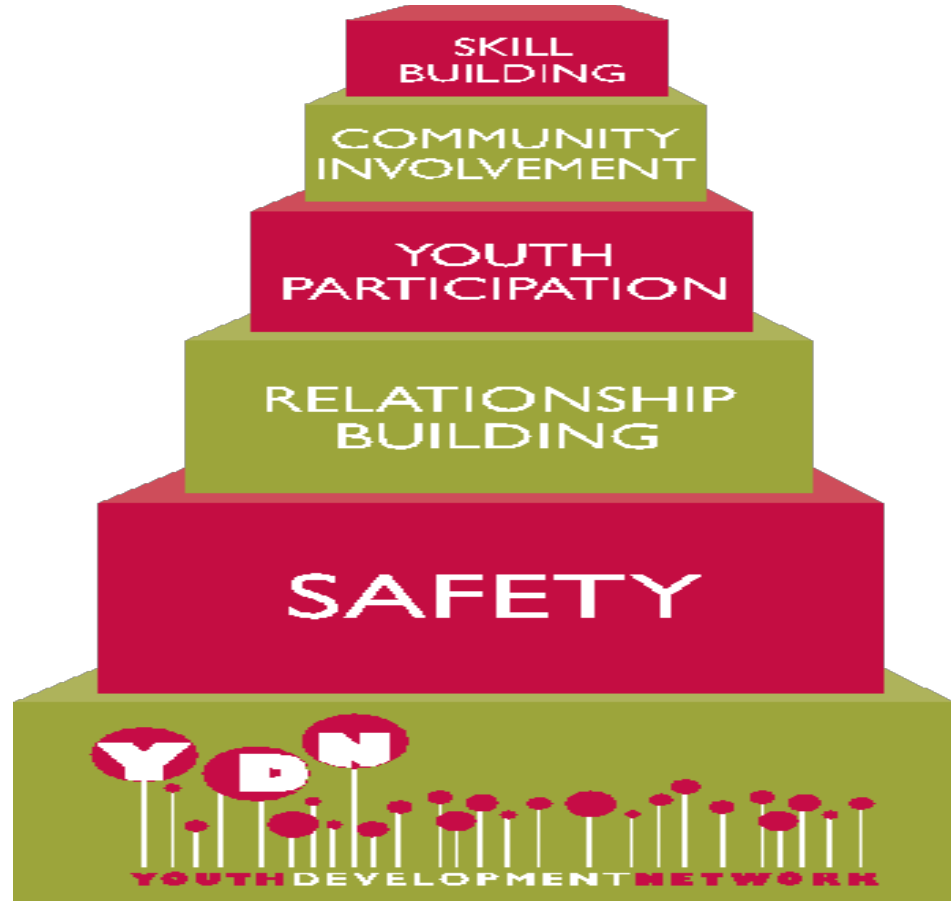 SKILL
BUILDING
COMMUNITY
INVOLVEMENT
YOUTH
PARTICIPATION
RELATIONSHIP
BUILDING
SAFETY
YDN
YOUTHDEVELOPMENTNETWORK